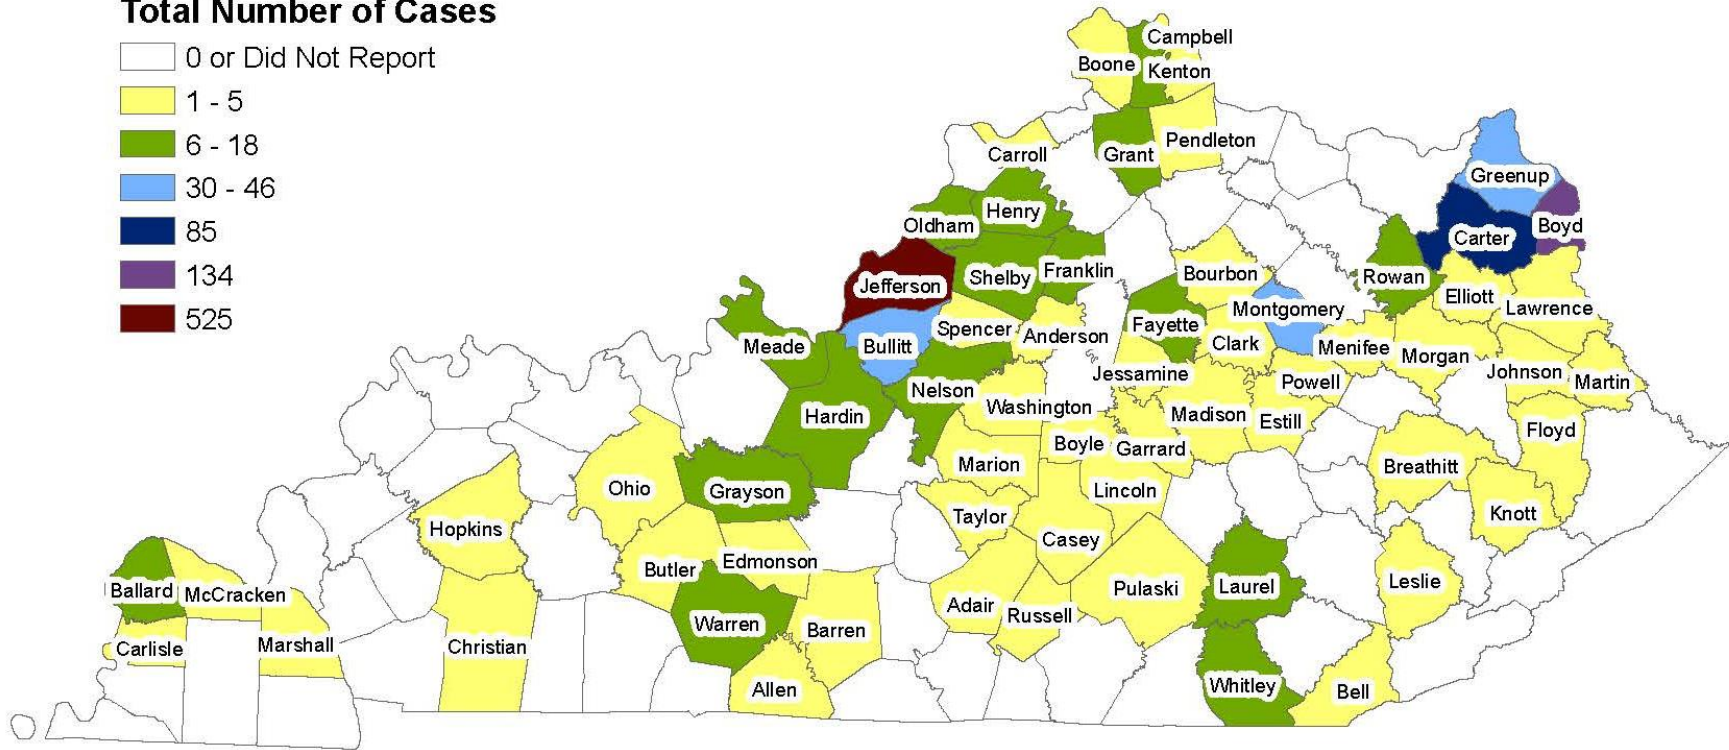 Total Number of Cases
0 or Did Not Report
1 - 5
6 - 18
30 - 46
85
134
525
Campbell
Boone
Kenton
Pendleton
Carroll
Grant
Greenup
Henry
Oldham
Boyd
Carter
Franklin
Shelby
Bourbon
Rowan
Jefferson
Elliott
Lawrence
Montgomery
Spencer
Fayette
Anderson
Clark
Meade
Bullitt
Menifee
Morgan
Jessamine
Johnson
Martin
Powell
Nelson
Washington
Hardin
Madison
Estill
Floyd
Boyle
Garrard
Marion
Breathitt
Ohio
Grayson
Lincoln
Knott
Taylor
Hopkins
Casey
Edmonson
Butler
Leslie
Pulaski
Laurel
Ballard
McCracken
Adair
Russell
Warren
Barren
Carlisle
Marshall
Christian
Whitley
Allen
Bell